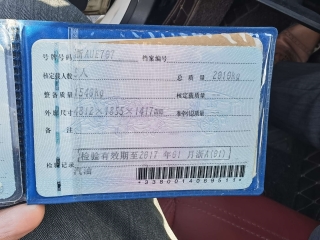 号牌号码 档案编号
核定载人数 人 总质量 2010kg
整备质量 1540kg 核定载质量
外廓尺寸 4812×1855×1417mm 准牵引总质量
备注
检验有效期至2017年01月浙A(01)
检验记录
汽油